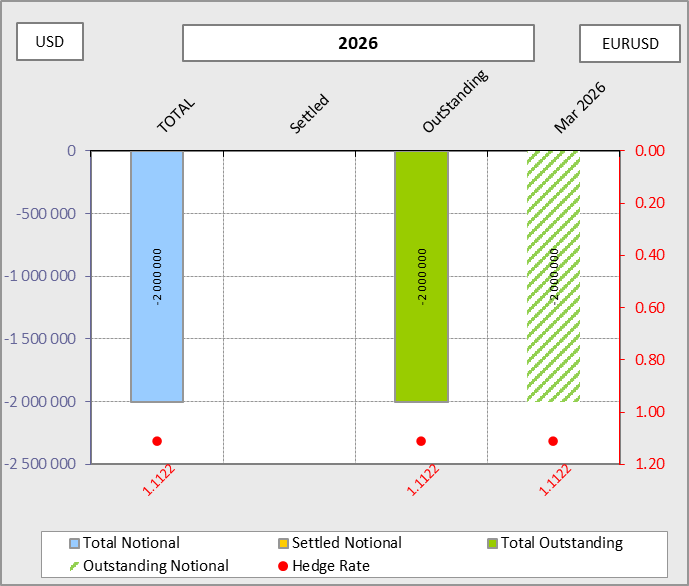 USD
2026
EURUSD
TOTAL
Settled
OutStanding
Mar 2026
0
-500 000
-1 000 000
-1 500 000
-2 000 000
-2 500 000
-2 000 000
-2 000 000
-2 000 000
0.00
0.20
0.40
0.60
0.80
1.00
1.20
1.1122
1.1122
1.1122
Total Notional
Settled Notional
Total Outstanding
Outstanding Notional
Hedge Rate